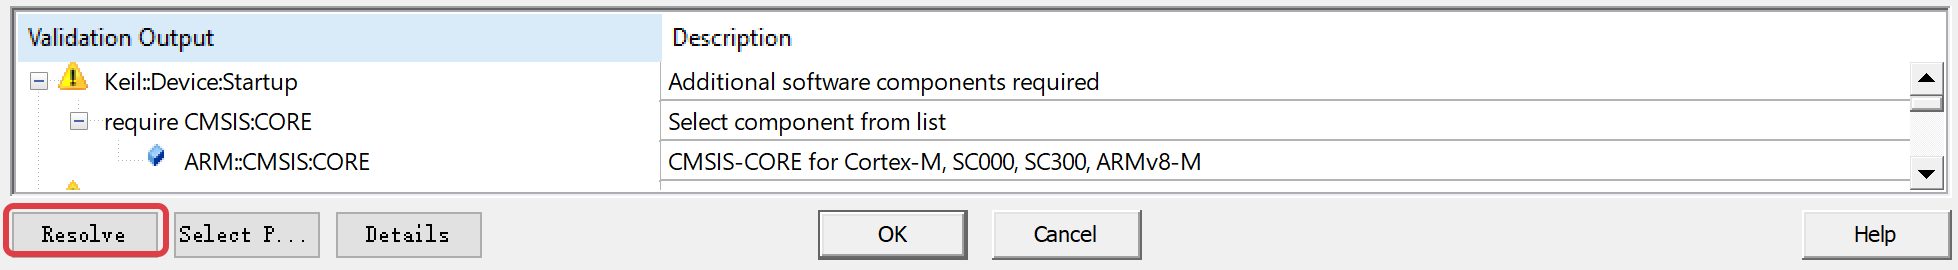 Validation Output Description
Keil::Device:Startup Additional software components required
require CMSIS:CORE Select component from list
ARM::CMSIS:CORE CMSIS-CORE for Cortex-M, SC000, SC300, ARMv8-M
Resolve Select P... Details OK Cancel Help